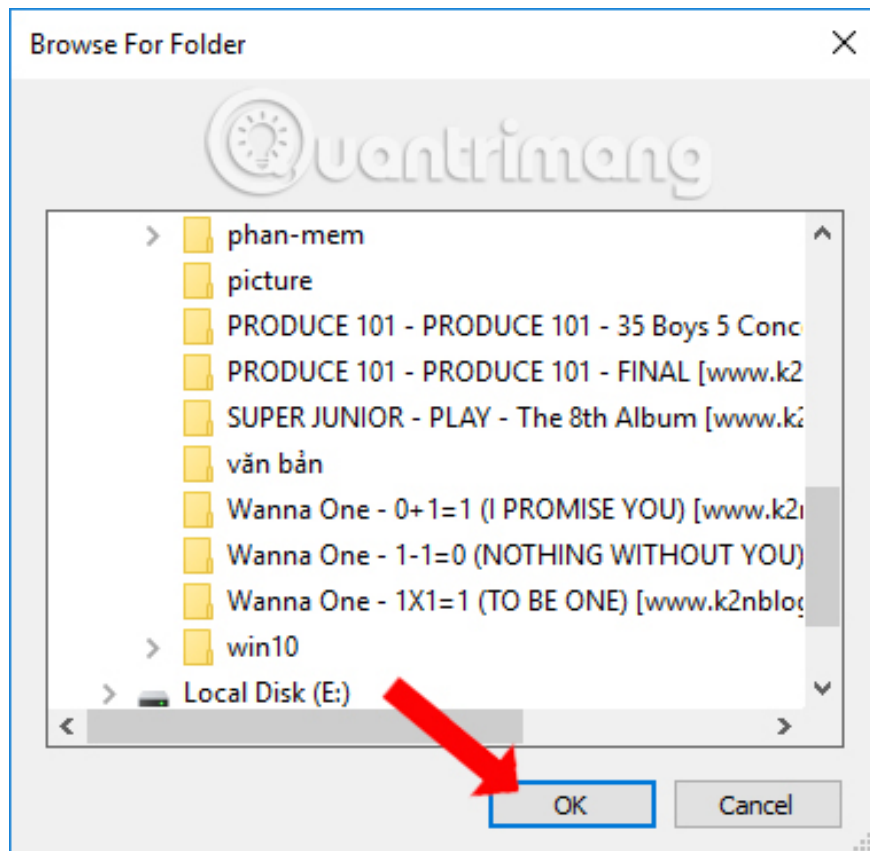 Browse For Folder
Quantrimang
phan-mem
picture
PRODUCE 101 - PRODUCE 101 - 35 Boys 5 Conc
PRODUCE 101 - PRODUCE 101 - FINAL [www.k2
SUPER JUNIOR - PLAY - The 8th Album [www.k2
văn bản
Wanna One - 0+1=1 (I PROMISE YOU) [www.k2n
Wanna One - 1-1=0 (NOTHING WITHOUT YOU)
Wanna One - 1X1=1 (TO BE ONE) [www.k2nblog
win10
Local Disk (E:)
OK Cancel